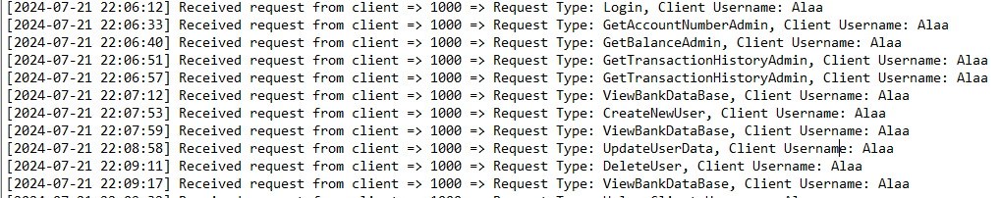 [2024-07-21 22:06:12] Received request from client => 1000 => Request Type: Login, Client Username: Alaa
[2024-07-21 22:06:33] Received request from client => 1000 => Request Type: GetAccountNumberAdmin, Client Username: Alaa
[2024-07-21 22:06:40] Received request from client => 1000 => Request Type: GetBalanceAdmin, Client Username: Alaa
[2024-07-21 22:06:51] Received request from client => 1000 => Request Type: GetTransactionHistoryAdmin, Client Username: Alaa
[2024-07-21 22:06:57] Received request from client => 1000 => Request Type: GetTransactionHistoryAdmin, Client Username: Alaa
[2024-07-21 22:07:12] Received request from client => 1000 => Request Type: ViewBankDataBase, Client Username: Alaa
[2024-07-21 22:07:53] Received request from client => 1000 => Request Type: CreateNewUser, Client Username: Alaa
[2024-07-21 22:07:59] Received request from client => 1000 => Request Type: ViewBankDataBase, Client Username: Alaa
[2024-07-21 22:08:58] Received request from client => 1000 => Request Type: UpdateUserData, Client Username: Alaa
[2024-07-21 22:09:11] Received request from client => 1000 => Request Type: DeleteUser, Client Username: Alaa
[2024-07-21 22:09:17] Received request from client => 1000 => Request Type: ViewBankDataBase, Client Username: Alaa